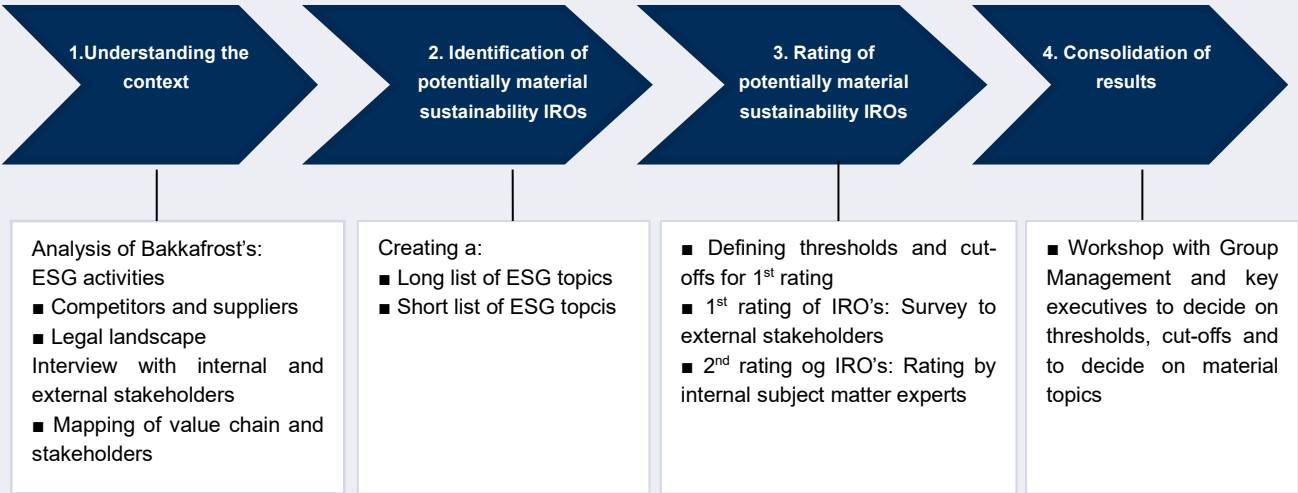 1.Understanding the
context
2. Identification of
potentially material
sustainability IROs
3. Rating of
potentially material
sustainability IROs
4. Consolidation of
results
Analysis of Bakkafrost’s:
ESG activities
■ Competitors and suppliers
■ Legal landscape
Interview with internal and
external stakeholders
■ Mapping of value chain and
stakeholders
Creating a:
■ Long list of ESG topics
■ Short list of ESG topcis
■ Defining thresholds and cut-
offs for 1st rating
■ 1st rating of IRO’s: Survey to
external stakeholders
■ 2nd rating og IRO’s: Rating by
internal subject matter experts
■ Workshop with Group
Management and key
executives to decide on
thresholds, cut-offs and
to decide on material
topics